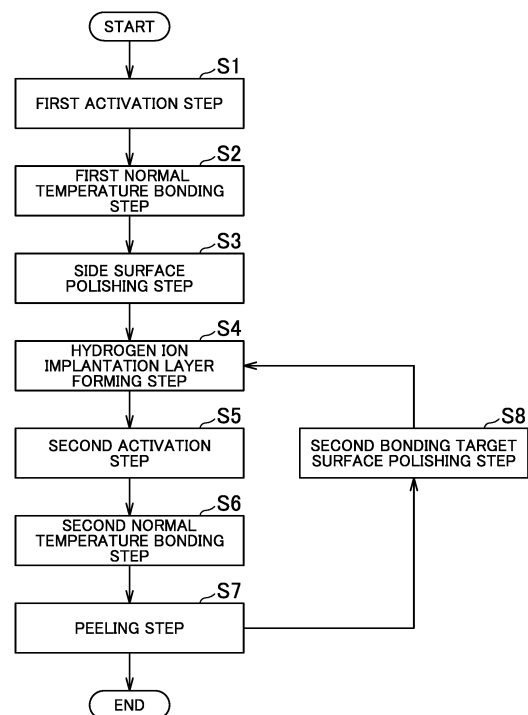 START
S1
FIRST ACTIVATION STEP
S2
FIRST NORMAL
TEMPERATURE BONDING
STEP
S3
SIDE SURFACE
POLISHING STEP
S4
HYDROGEN ION
IMPLANTATION LAYER
FORMING STEP
S5
SECOND ACTIVATION
STEP
S6
SECOND NORMAL
TEMPERATURE BONDING
STEP
S7
PEELING STEP
S8
SECOND BONDING TARGET
SURFACE POLISHING STEP
END